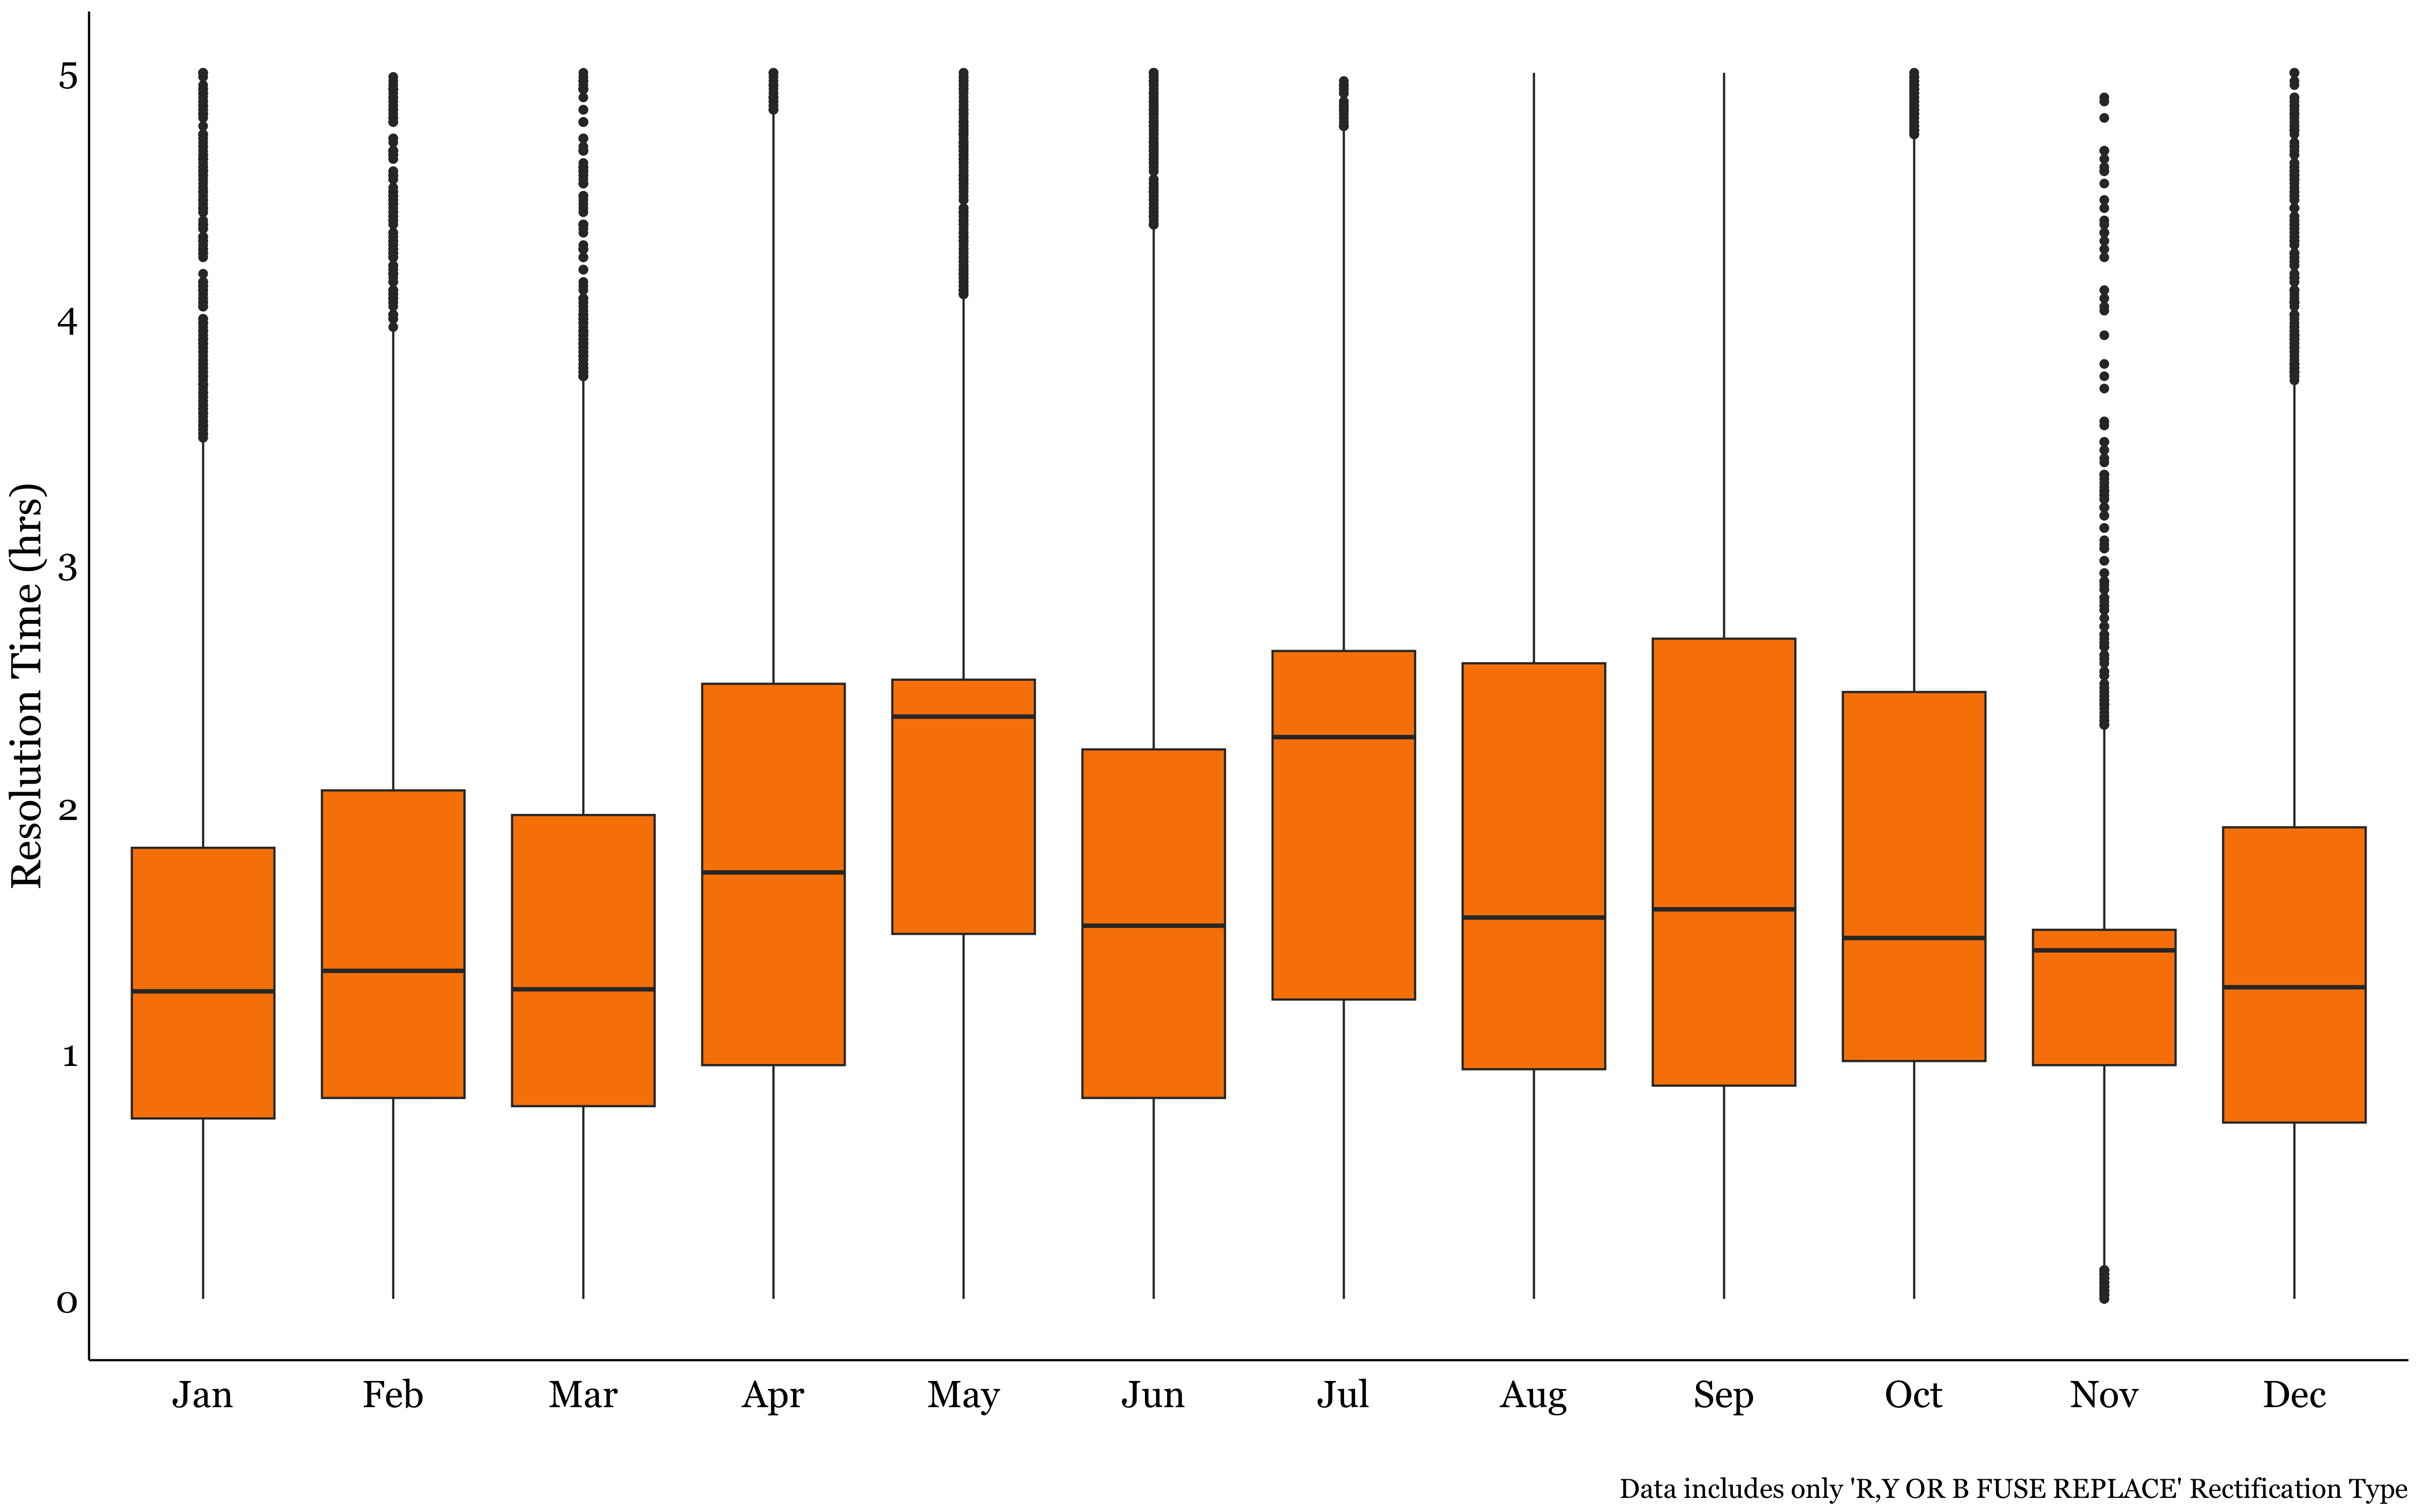 Resolution Time (hrs)
5
4
3
2
1
0
Jan Feb Mar Apr May Jun Jul Aug Sep Oct Nov Dec
Data includes only 'R,Y OR B FUSE REPLACE' Rectification Type